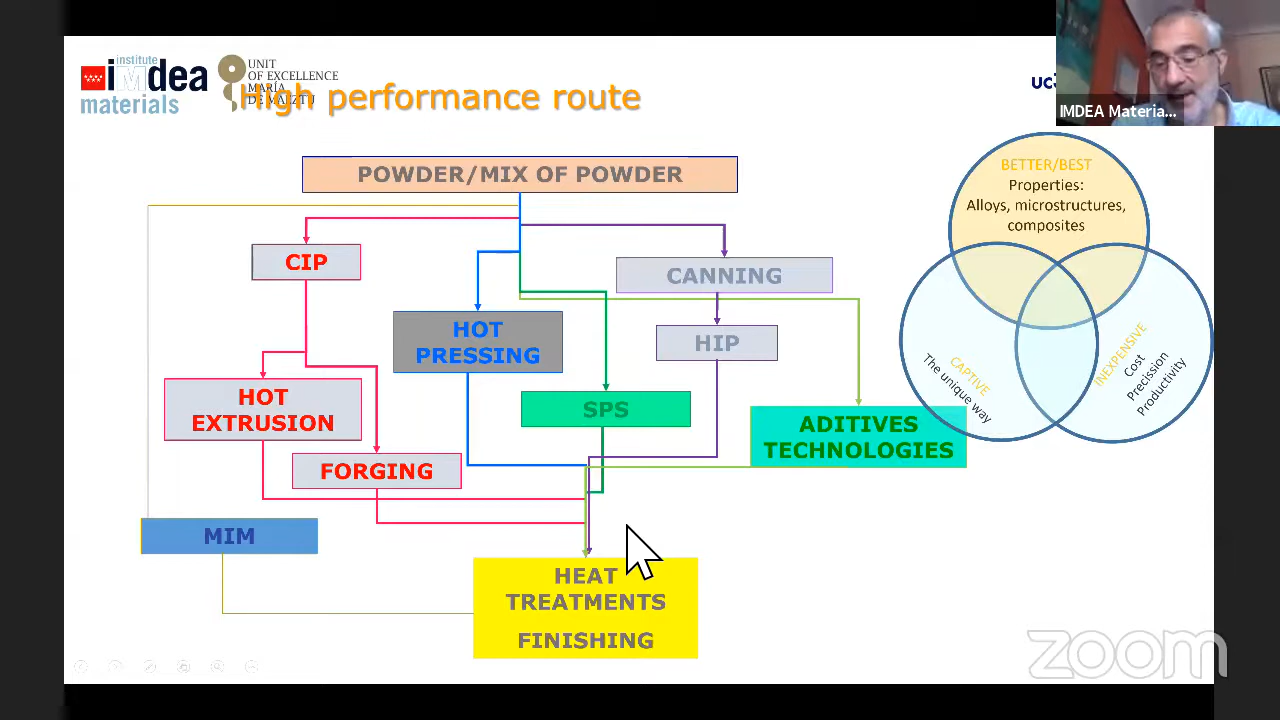 institute
iMdea
materials
UNIT
OF EXCELLENCE
MARÍA
DE MAEZTU
High performance route
IMDEA Materia...
POWDER/MIX OF POWDER
CIP
CANNING
HOT
PRESSING
HIP
HOT
EXTRUSION
SPS
ADITIVES
TECHNOLOGIES
FORGING
MIM
HEAT
TREATMENTS
FINISHING
BETTER/BEST
Properties:
Alloys, microstructures,
composites
CAPTIVE
The unique way
INEXPENSIVE
Cost
Precission
Productivity
zoom